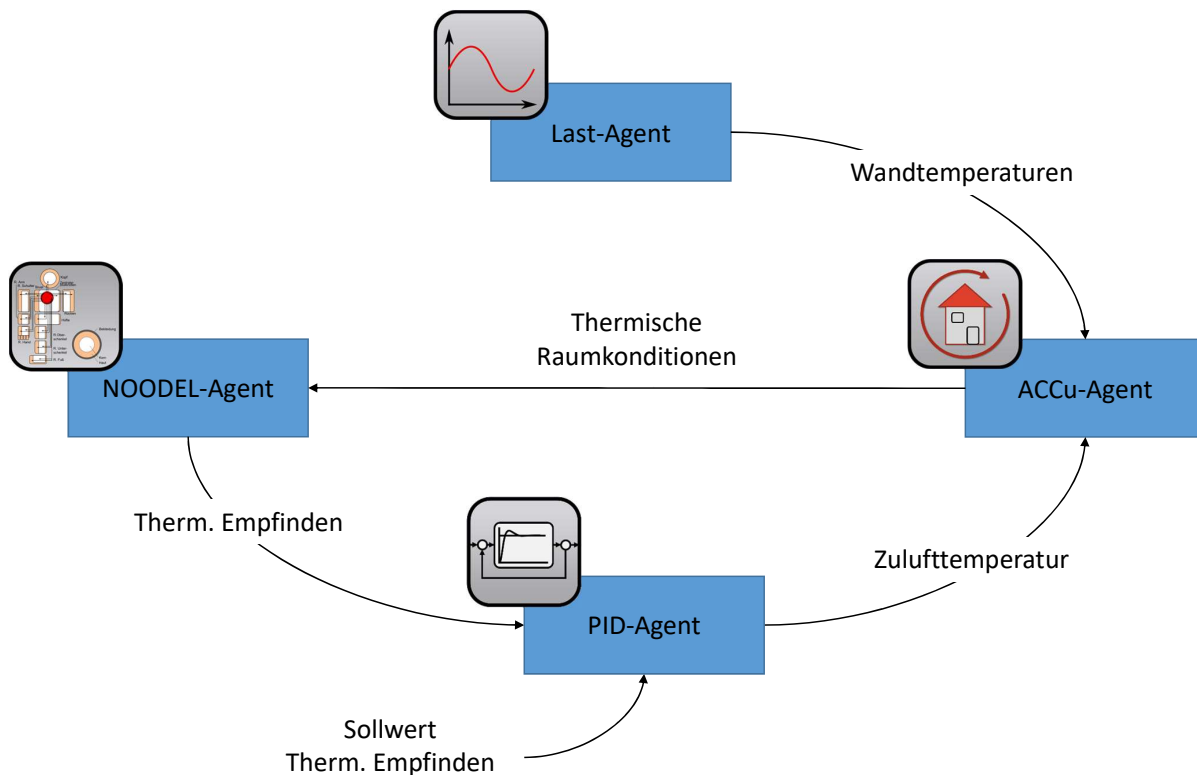 Last-Agent
Wandtemperaturen
Thermische
Raumkonditionen
NOODEL-Agent
ACCu-Agent
Therm. Empfinden
Zulufttemperatur
PID-Agent
Sollwert
Therm. Empfinden